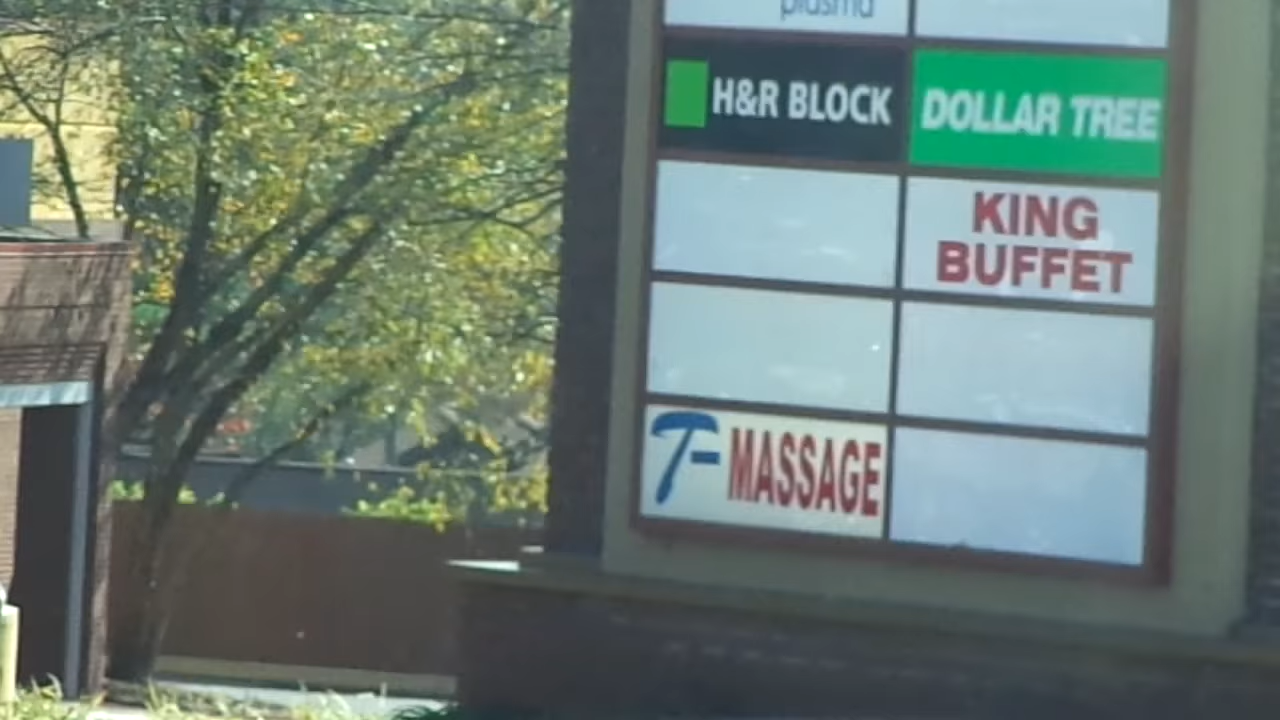 plasma
H&R BLOCK
DOLLAR TREE
KING
BUFFET
T- MASSAGE